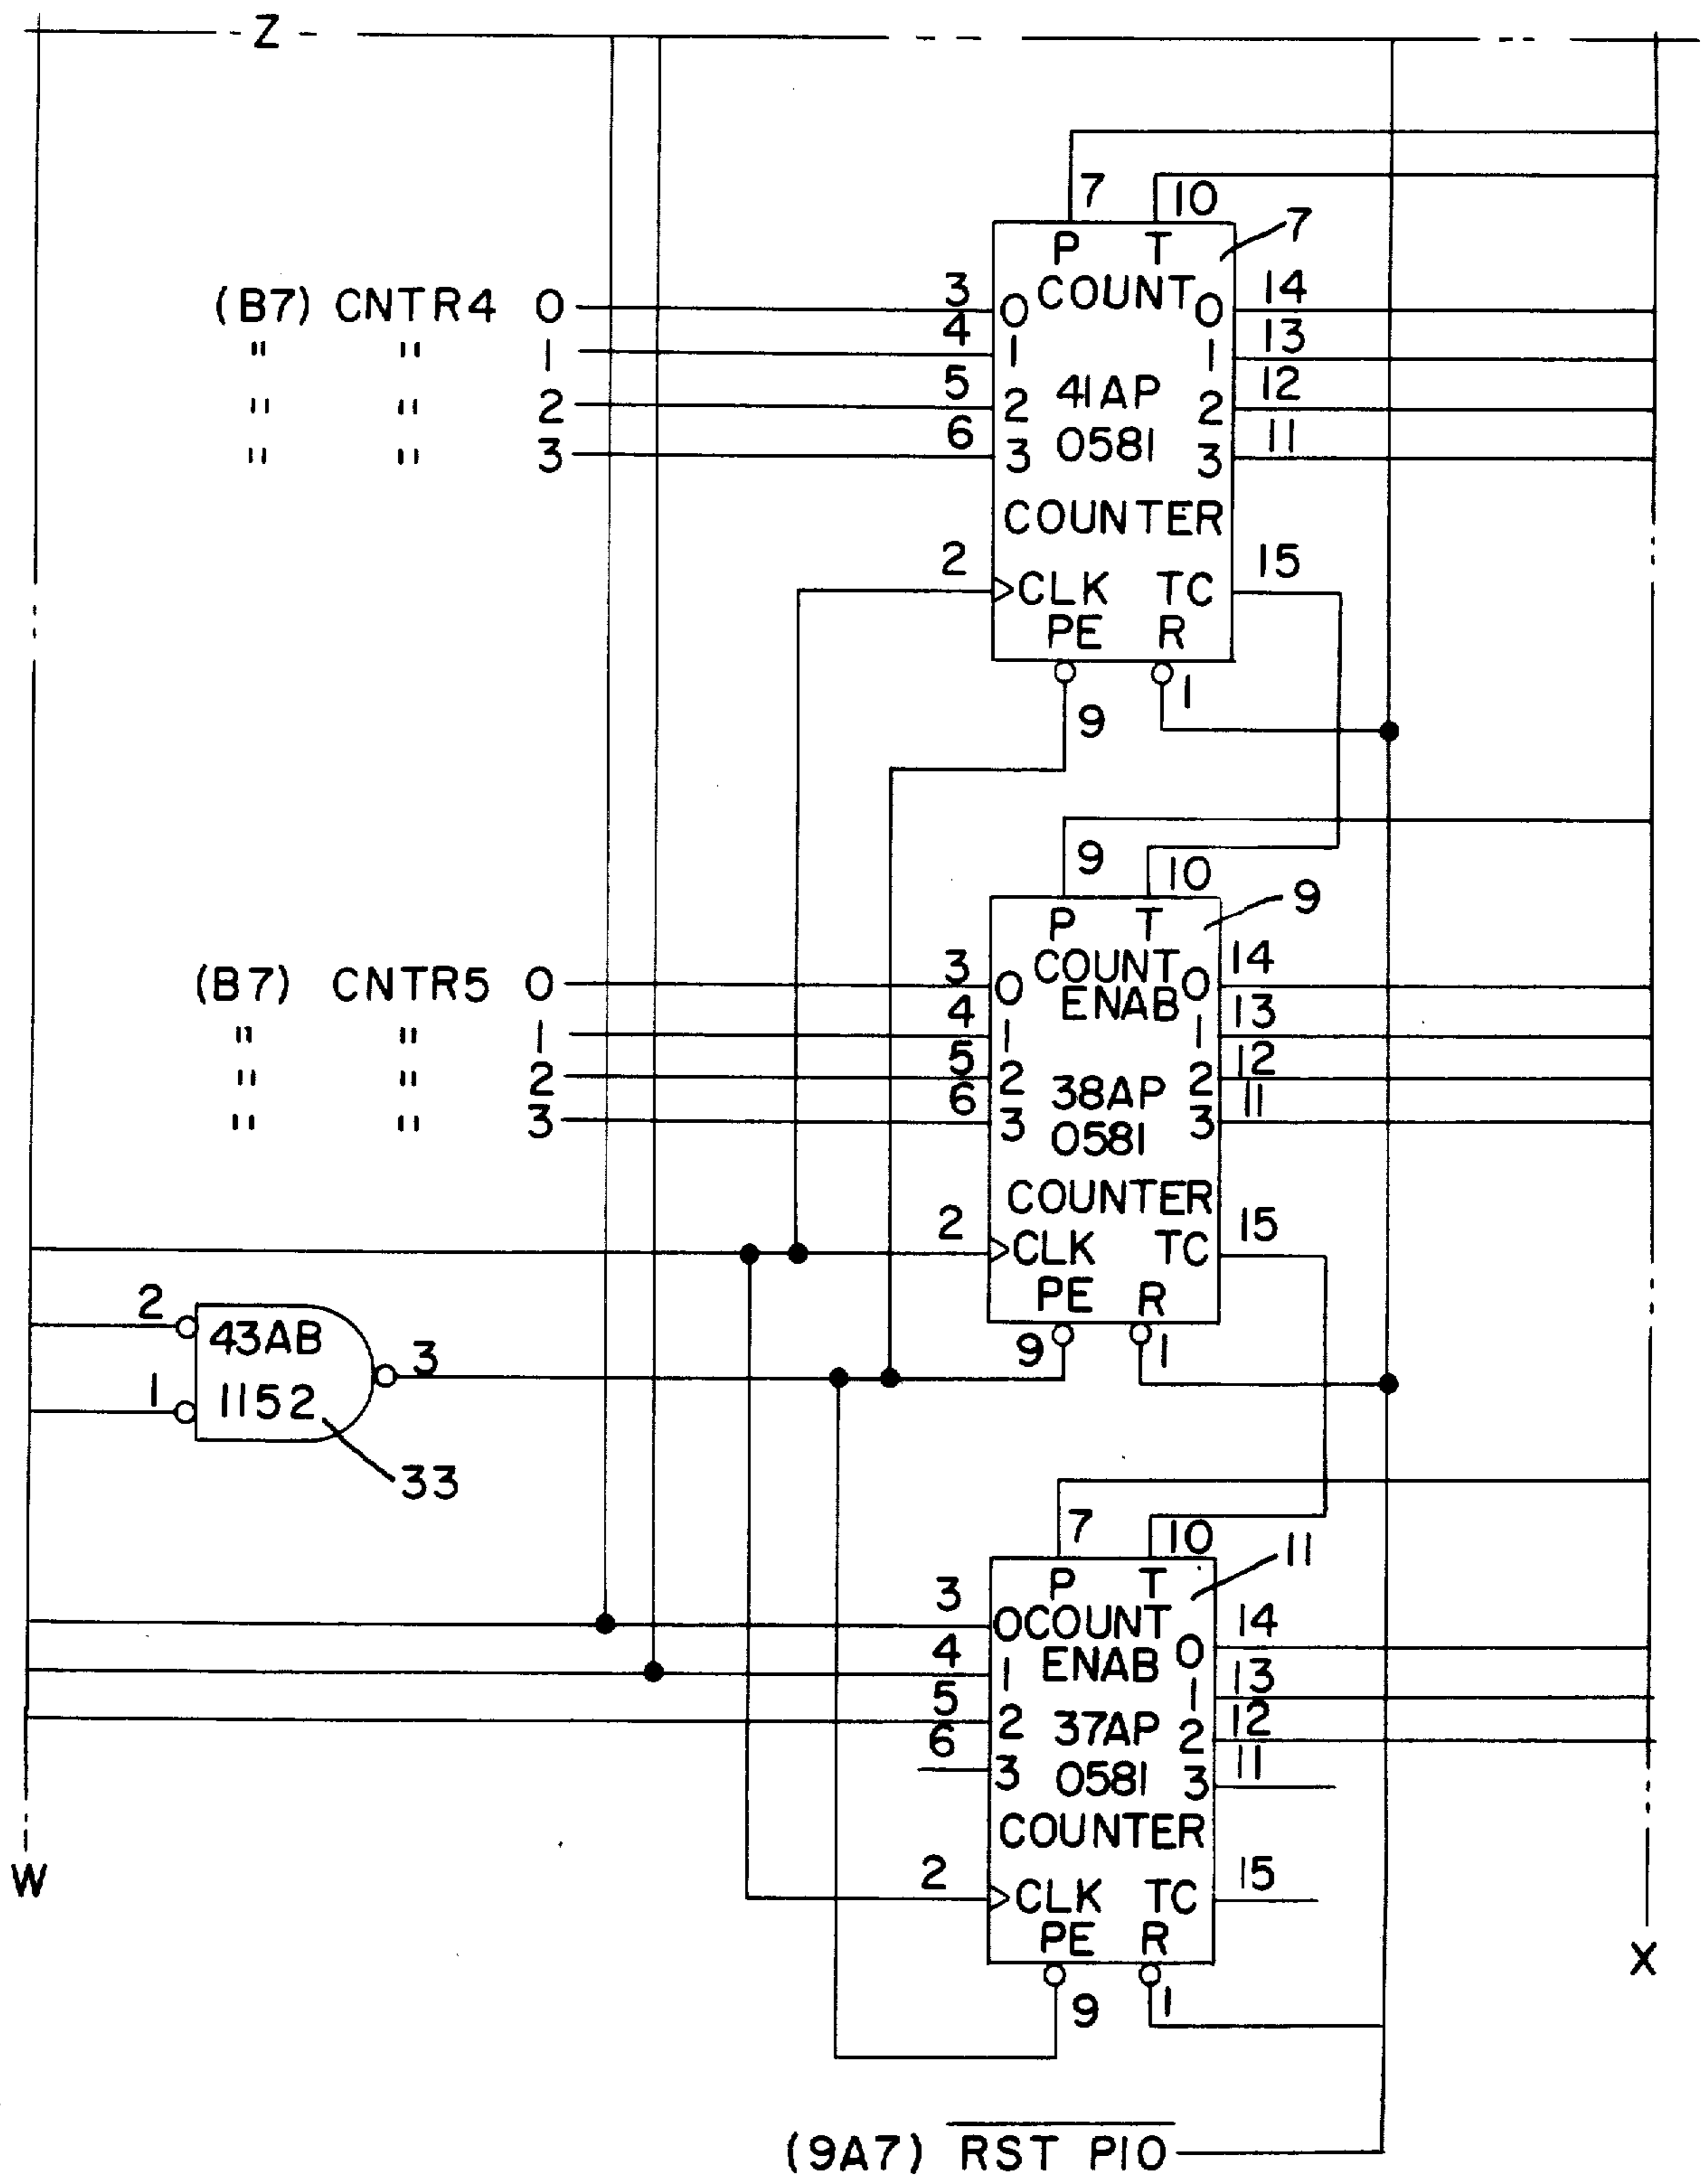 Z
7 10
P T 7
(B7) CNTR4 0 3 0 COUNT 0 14
" " 1 4 1 1 13
" " 2 5 2 41AP 2 12
" " 3 6 3 0581 3 11
COUNTER
2 CLK TC 15
PE R
9 1
9 10
P T 9
(B7) CNTR5 0 3 0 COUNT 0 14
ENAB
" " 1 4 1 1 13
" " 2 5 2 38AP 2 12
" " 3 6 3 0581 3 11
COUNTER
2 CLK TC 15
PE R
9 1
2 43AB 3
1 1152
33
7 10
P T 11
3 0 COUNT 14
4 1 ENAB 0 13
5 2 37AP 1 12
6 3 0581 2 11
3
COUNTER
2 CLK TC 15
PE R
9 1
W X
(9A7) RST PIO